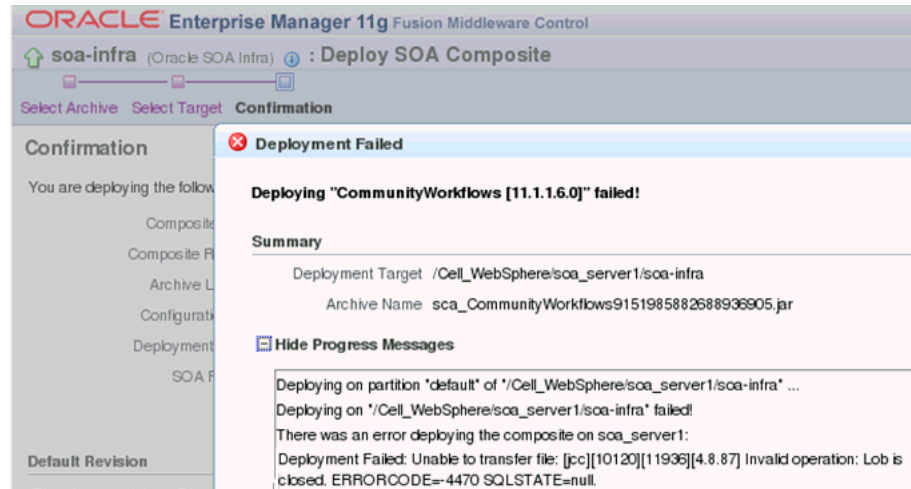 ORACLE Enterprise Manager 11g Fusion Middleware Control
soa-infra (Oracle SOA Infra) : Deploy SOA Composite
Select Archive Select Target Confirmation
Confirmation
Deployment Failed
You are deploying the follow
Deploying "CommunityWorkflows [11.1.1.6.0]" failed!
Composite
Summary
Composite R
Deployment Target /Cell_WebSphere/soa_server1/soa-infra
Archive L
Archive Name sca_CommunityWorkflows9151985882688936905.jar
Configurati
Deployment
Hide Progress Messages
SOA F
Deploying on partition "default" of "/Cell_WebSphere/soa_server1/soa-infra" ...
Deploying on "/Cell_WebSphere/soa_server1/soa-infra" failed!
There was an error deploying the composite on soa_server1:
Default Revision
Deployment Failed: Unable to transfer file: [jcc][10120][11936][4.8.87] Invalid operation: Lob is
closed. ERRORCODE=-4470 SQLSTATE=null.